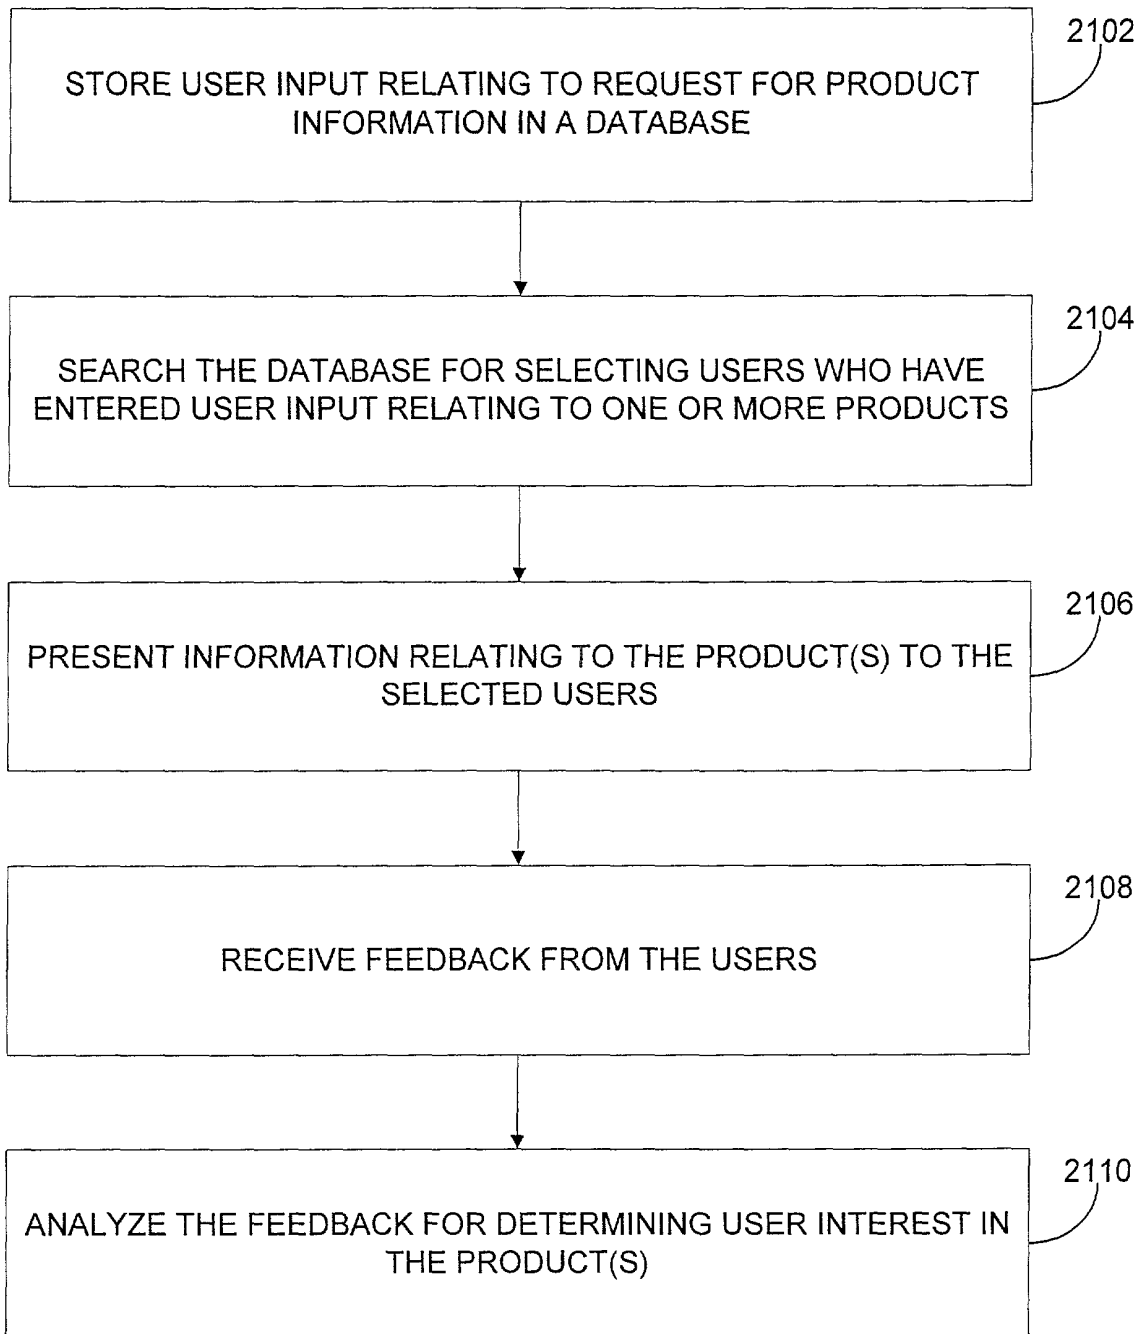 2102
STORE USER INPUT RELATING TO REQUEST FOR PRODUCT
INFORMATION IN A DATABASE
2104
SEARCH THE DATABASE FOR SELECTING USERS WHO HAVE
ENTERED USER INPUT RELATING TO ONE OR MORE PRODUCTS
2106
PRESENT INFORMATION RELATING TO THE PRODUCT(S) TO THE
SELECTED USERS
2108
RECEIVE FEEDBACK FROM THE USERS
2110
ANALYZE THE FEEDBACK FOR DETERMINING USER INTEREST IN
THE PRODUCT(S)